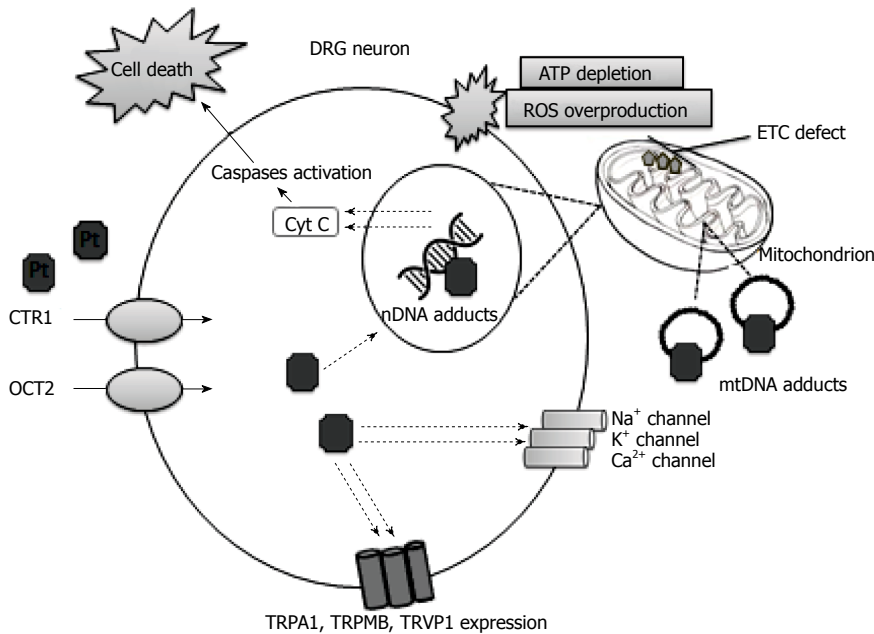 DRG neuron
Cell death
ATP depletion
ROS overproduction
ETC defect
Caspases activation
Cyt C
Pt
Pt
Mitochondrion
CTR1
nDNA adducts
OCT2
mtDNA adducts
Na⁺ channel
K⁺ channel
Ca²⁺ channel
TRPA1, TRPMB, TRVP1 expression